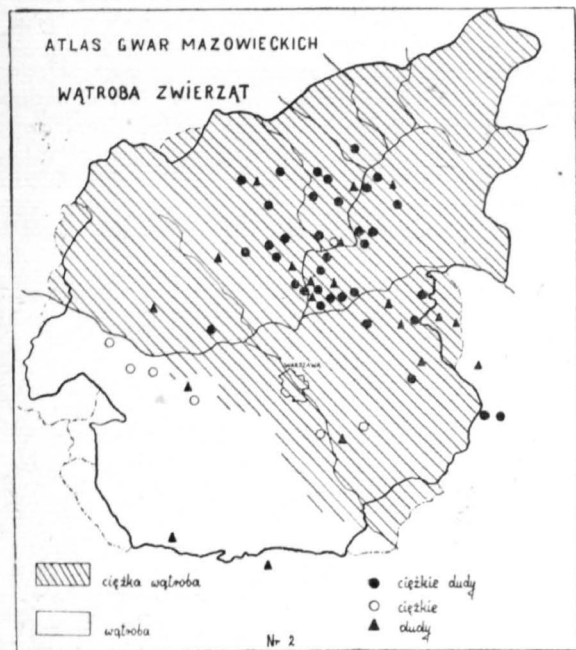 ATLAS GWAR MAZOWIECKICH
WĄTROBA ZWIERZĄT
WARSZAWA
ciężka wątroba
wątroba
ciężkie dudy
ciężkie
dudy
Nr 2